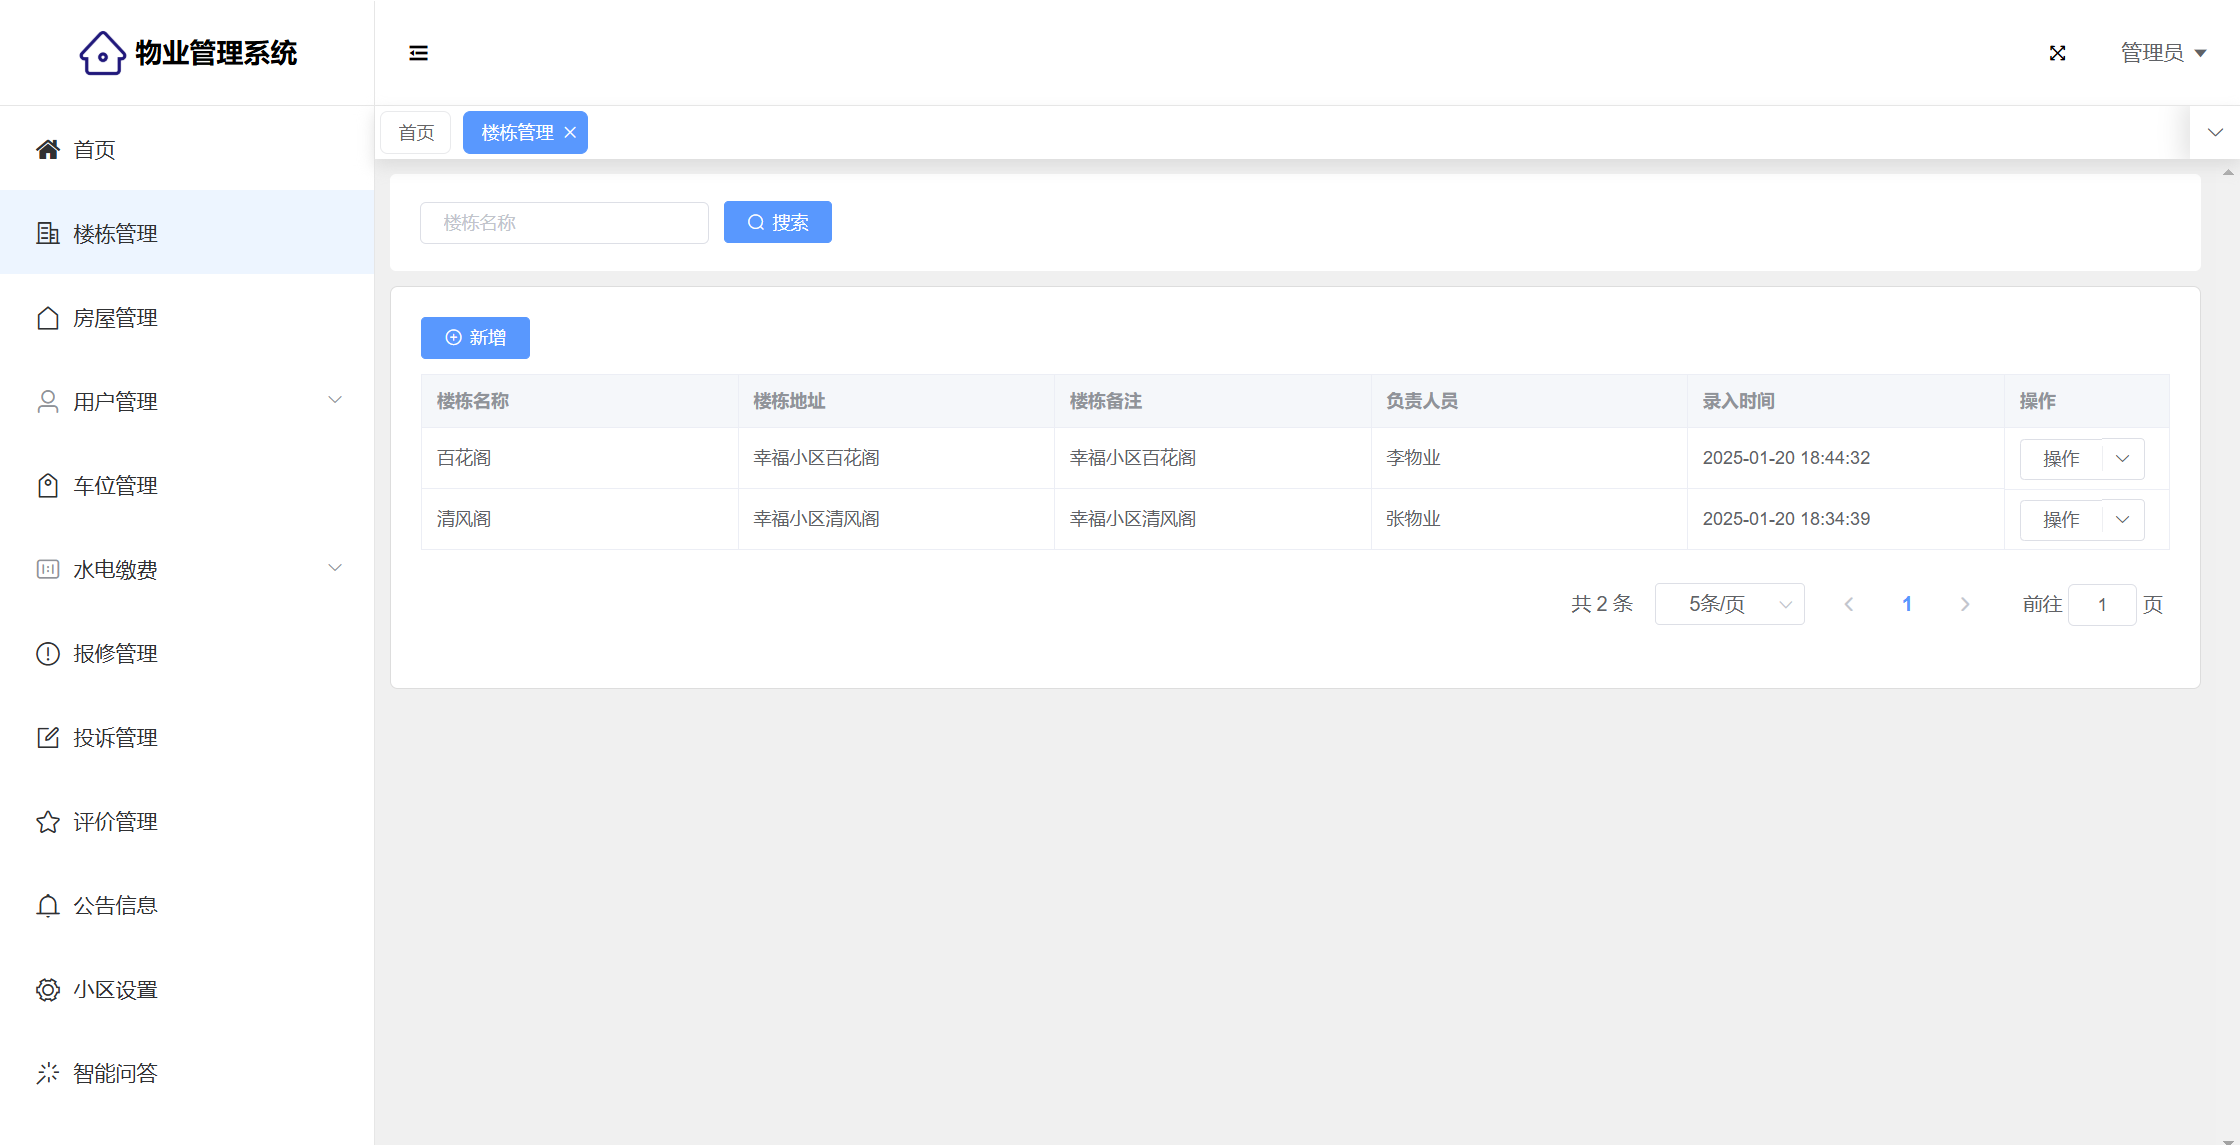 物业管理系统
管理员
首页
楼栋管理
房屋管理
用户管理
车位管理
水电缴费
报修管理
投诉管理
评价管理
公告信息
小区设置
智能问答
首页 楼栋管理
楼栋名称 搜索
新增
楼栋名称 楼栋地址 楼栋备注 负责人员 录入时间 操作
百花阁 幸福小区百花阁 幸福小区百花阁 李物业 2025-01-20 18:44:32 操作
清风阁 幸福小区清风阁 幸福小区清风阁 张物业 2025-01-20 18:34:39 操作
共 2 条 5条/页 1 前往 1 页